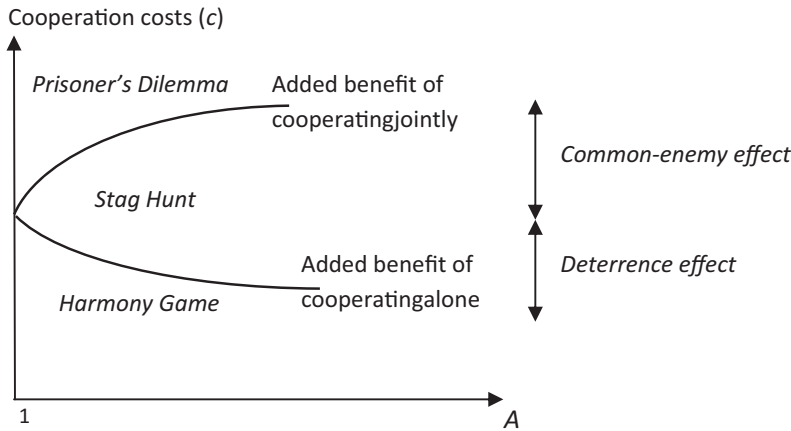 Cooperation costs (c)
Prisoner's Dilemma
Added benefit of
cooperatingjointly
Common-enemy effect
Stag Hunt
Added benefit of
cooperatingalone
Deterrence effect
Harmony Game
1
A